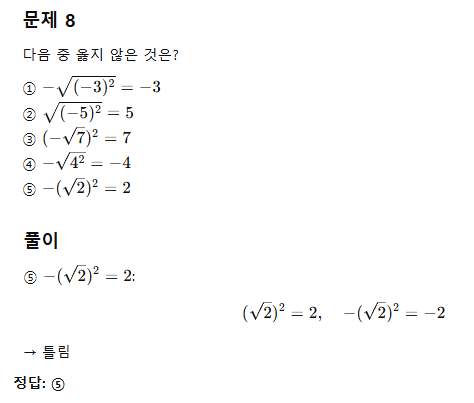 문제 8
다음 중 옳지 않은 것은?
① −√(−3)² = −3
② √(−5)² = 5
③ (−√7)² = 7
④ −√4² = −4
⑤ −(√2)² = 2
풀이
⑤ −(√2)² = 2:
(√2)² = 2, −(√2)² = −2
→ 틀림
정답: ⑤